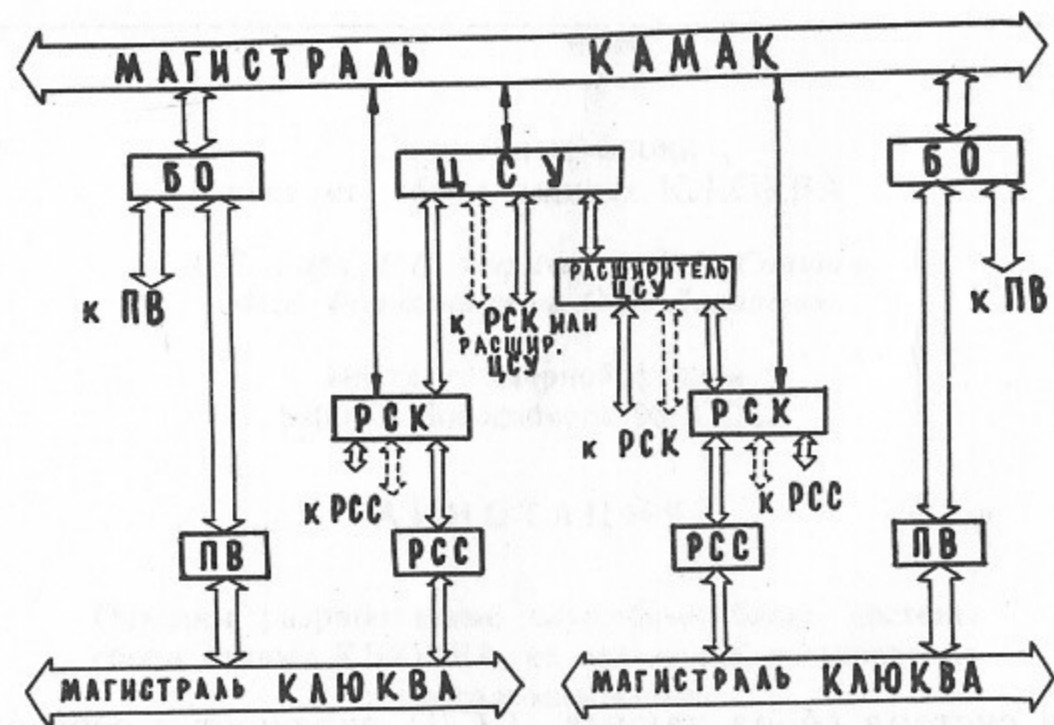 МАГИСТРАЛЬ КАМАК
БО
ЦСУ
БО
РАСШИРИТЕЛЬ
ЦСУ
К ПВ
К РСК ИЛИ
РАСШИР.
ЦСУ
К ПВ
РСК
РСК
К РСК
К РСС
К РСС
ПВ
РСС
РСС
ПВ
МАГИСТРАЛЬ КЛЮКВА
МАГИСТРАЛЬ КЛЮКВА